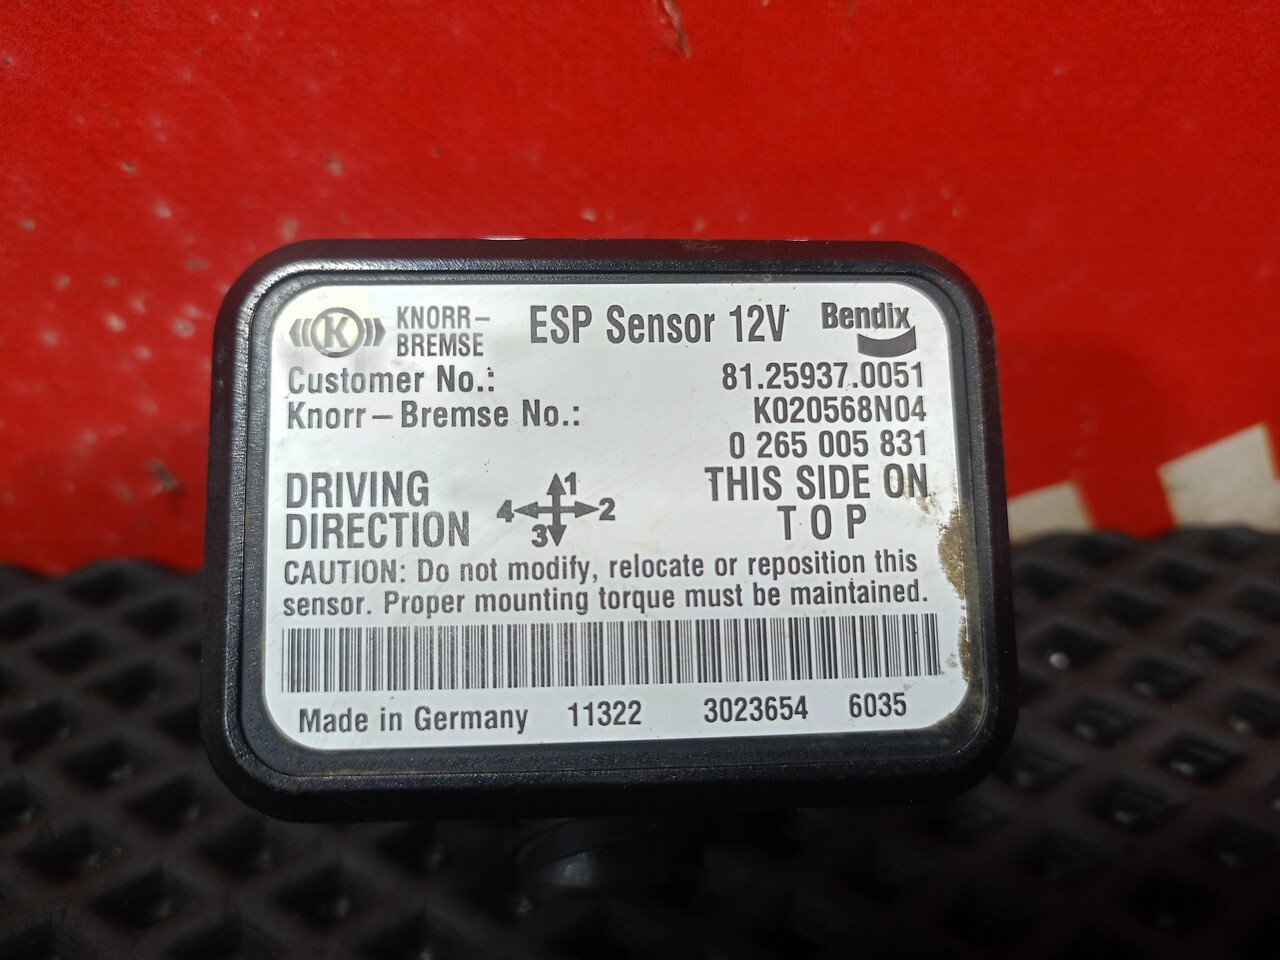 K KNORR-BREMSE ESP Sensor 12V Bendix
Customer No.: 81.25937.0051
Knorr-Bremse No.: K020568N04
0 265 005 831
DRIVING DIRECTION 1 2 3 4
THIS SIDE ON TOP
CAUTION: Do not modify, relocate or reposition this
sensor. Proper mounting torque must be maintained.
Made in Germany 11322 3023654 6035